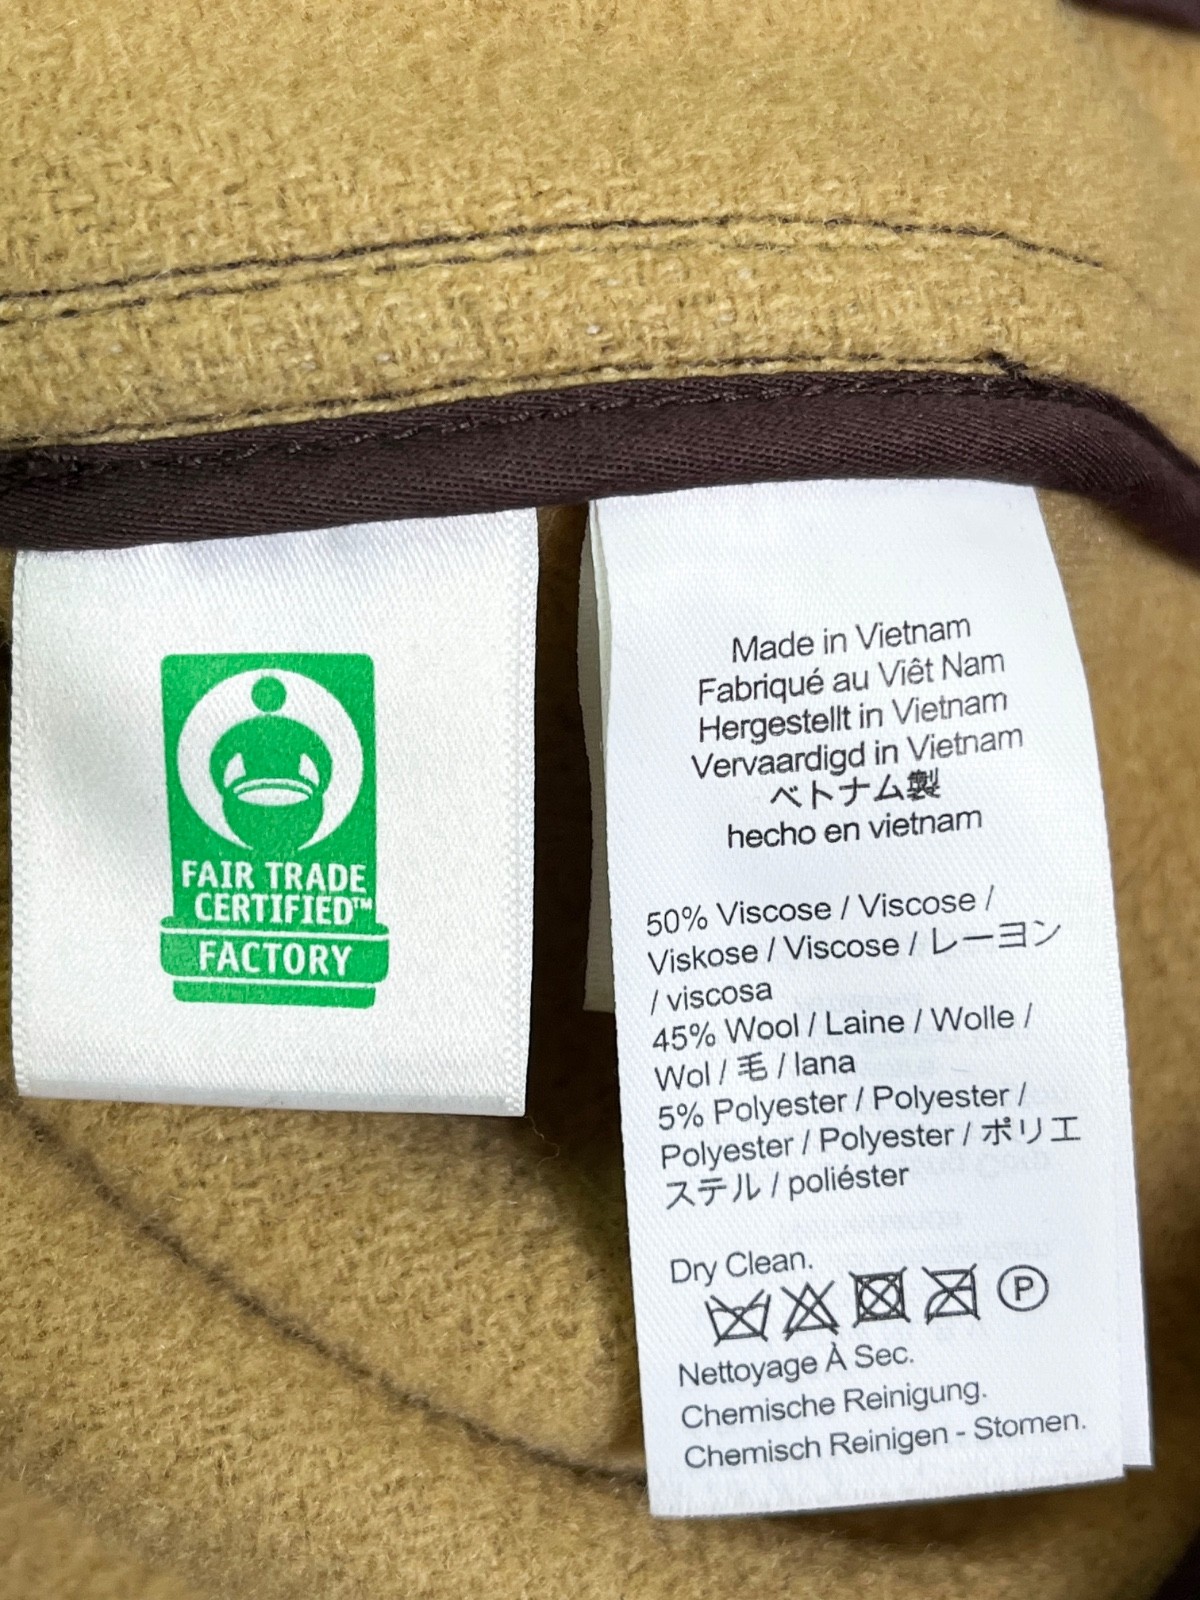 FAIR TRADE
CERTIFIED™
FACTORY
Made in Vietnam
Fabriqué au Viêt Nam
Hergestellt in Vietnam
Vervaardigd in Vietnam
ベトナム製
hecho en vietnam
50% Viscose / Viscose /
Viskose / Viscose / レーヨン
/ viscosa
45% Wool / Laine / Wolle /
Wol / 毛 / lana
5% Polyester / Polyester /
Polyester / Polyester / ポリエ
ステル / poliéster
Dry Clean.
P
Nettoyage À Sec.
Chemische Reinigung.
Chemisch Reinigen - Stomen.